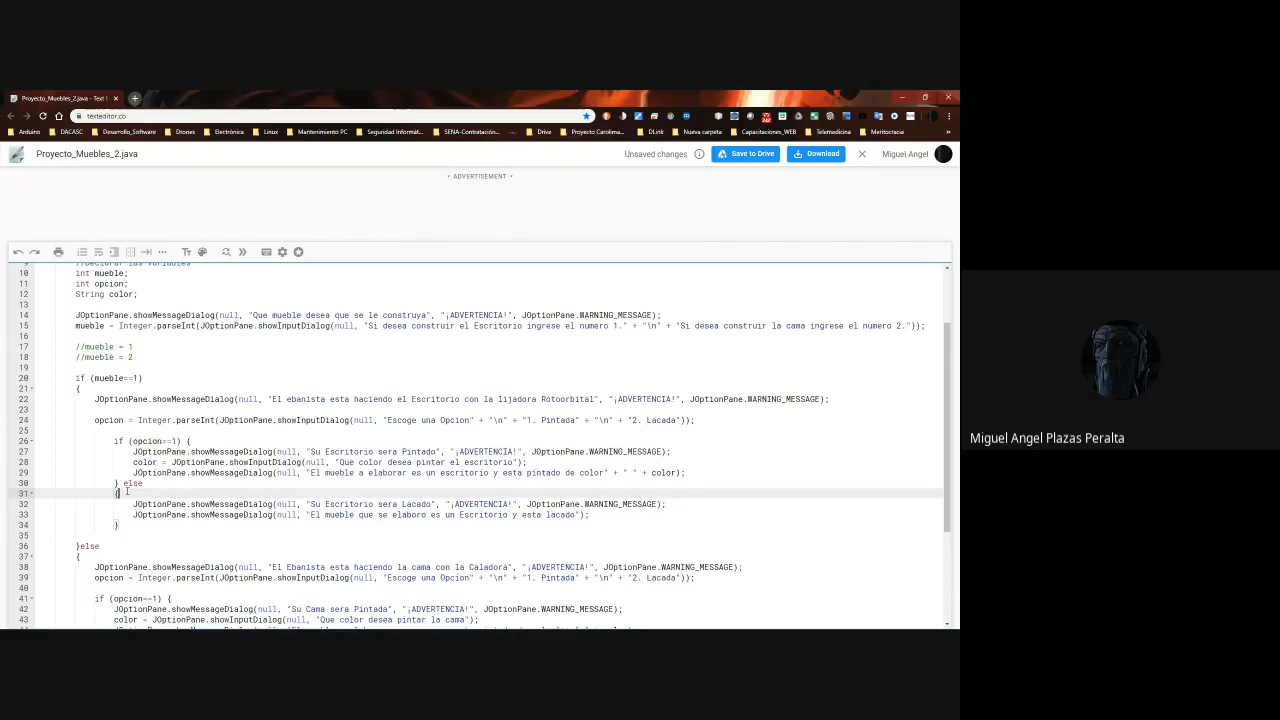 Proyecto_Muebles_2.java - Text
texteditor.co
Arduino DACASC Desarrollo_Software Drones Electrónica Linux Mantenimiento PC Seguridad Informát... SENA-Contratación... Drive Proyecto Carolima... DLink Nueva carpeta Capacitaciones_WEB Telemedicina Meritocracia »
Proyecto_Muebles_2.java Unsaved changes Save to Drive Download Miguel Angel
• ADVERTISEMENT •
9 //Declarar las variables
10 int mueble;
11 int opcion;
12 String color;
13
14 JOptionPane.showMessageDialog(null, "Que mueble desea que se le construya", "¡ADVERTENCIA!", JOptionPane.WARNING_MESSAGE);
15 mueble = Integer.parseInt(JOptionPane.showInputDialog(null, "Si desea construir el Escritorio ingrese el numero 1." + "\n" + "Si desea construir la cama ingrese el numero 2."));
16
17 //mueble = 1
18 //mueble = 2
19
20 if (mueble==1)
21 {
22 JOptionPane.showMessageDialog(null, "El ebanista esta haciendo el Escritorio con la lijadora Rotoorbital", "¡ADVERTENCIA!", JOptionPane.WARNING_MESSAGE);
23
24 opcion = Integer.parseInt(JOptionPane.showInputDialog(null, "Escoge una Opcion" + "\n" + "1. Pintada" + "\n" + "2. Lacada"));
25
26 if (opcion==1) {
27 JOptionPane.showMessageDialog(null, "Su Escritorio sera Pintado", "¡ADVERTENCIA!", JOptionPane.WARNING_MESSAGE);
28 color = JOptionPane.showInputDialog(null, "Que color desea pintar el escritorio");
29 JOptionPane.showMessageDialog(null, "El mueble a elaborar es un escritorio y esta pintado de color" + " " + color);
30 } else
31 {
32 JOptionPane.showMessageDialog(null, "Su Escritorio sera Lacado", "¡ADVERTENCIA!", JOptionPane.WARNING_MESSAGE);
33 JOptionPane.showMessageDialog(null, "El mueble que se elaboro es un Escritorio y esta lacado");
34 }
35
36 }else
37 {
38 JOptionPane.showMessageDialog(null, "El Ebanista esta haciendo la cama con la Caladora", "¡ADVERTENCIA!", JOptionPane.WARNING_MESSAGE);
39 opcion = Integer.parseInt(JOptionPane.showInputDialog(null, "Escoge una Opcion" + "\n" + "1. Pintada" + "\n" + "2. Lacada"));
40
41 if (opcion==1) {
42 JOptionPane.showMessageDialog(null, "Su Cama sera Pintada", "¡ADVERTENCIA!", JOptionPane.WARNING_MESSAGE);
43 color = JOptionPane.showInputDialog(null, "Que color desea pintar la cama");
Miguel Angel Plazas Peralta